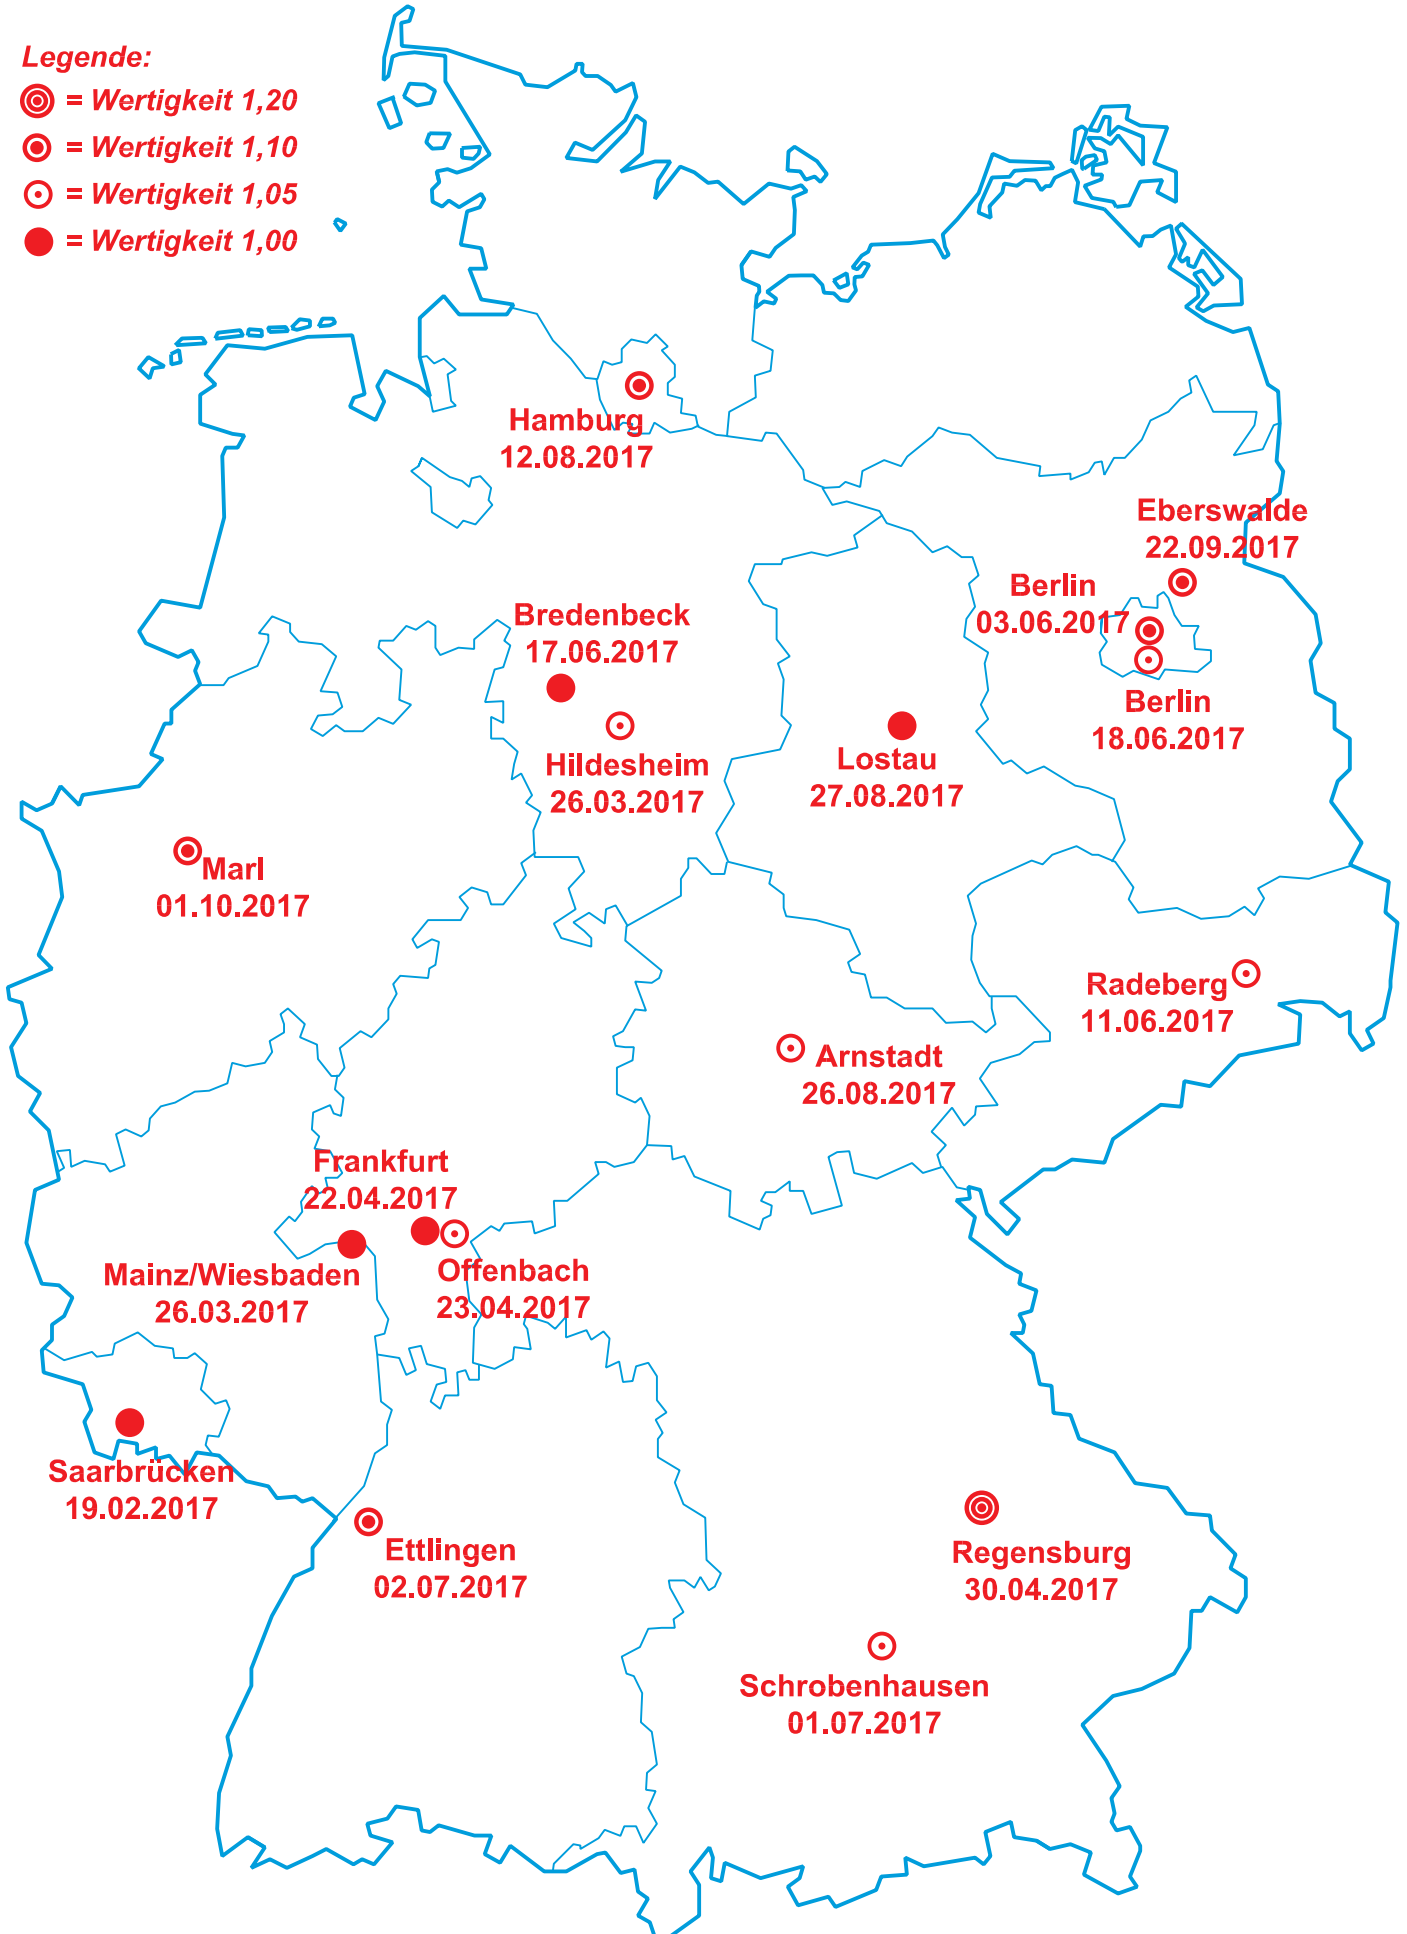 Legende:
= Wertigkeit 1,20
= Wertigkeit 1,10
= Wertigkeit 1,05
= Wertigkeit 1,00
Hamburg
12.08.2017
Eberswalde
22.09.2017
Berlin
03.06.2017
Bredenbeck
17.06.2017
Berlin
18.06.2017
Hildesheim
26.03.2017
Lostau
27.08.2017
Marl
01.10.2017
Radeberg
11.06.2017
Arnstadt
26.08.2017
Frankfurt
22.04.2017
Mainz/Wiesbaden
26.03.2017
Offenbach
23.04.2017
Saarbrücken
19.02.2017
Ettlingen
02.07.2017
Regensburg
30.04.2017
Schrobenhausen
01.07.2017